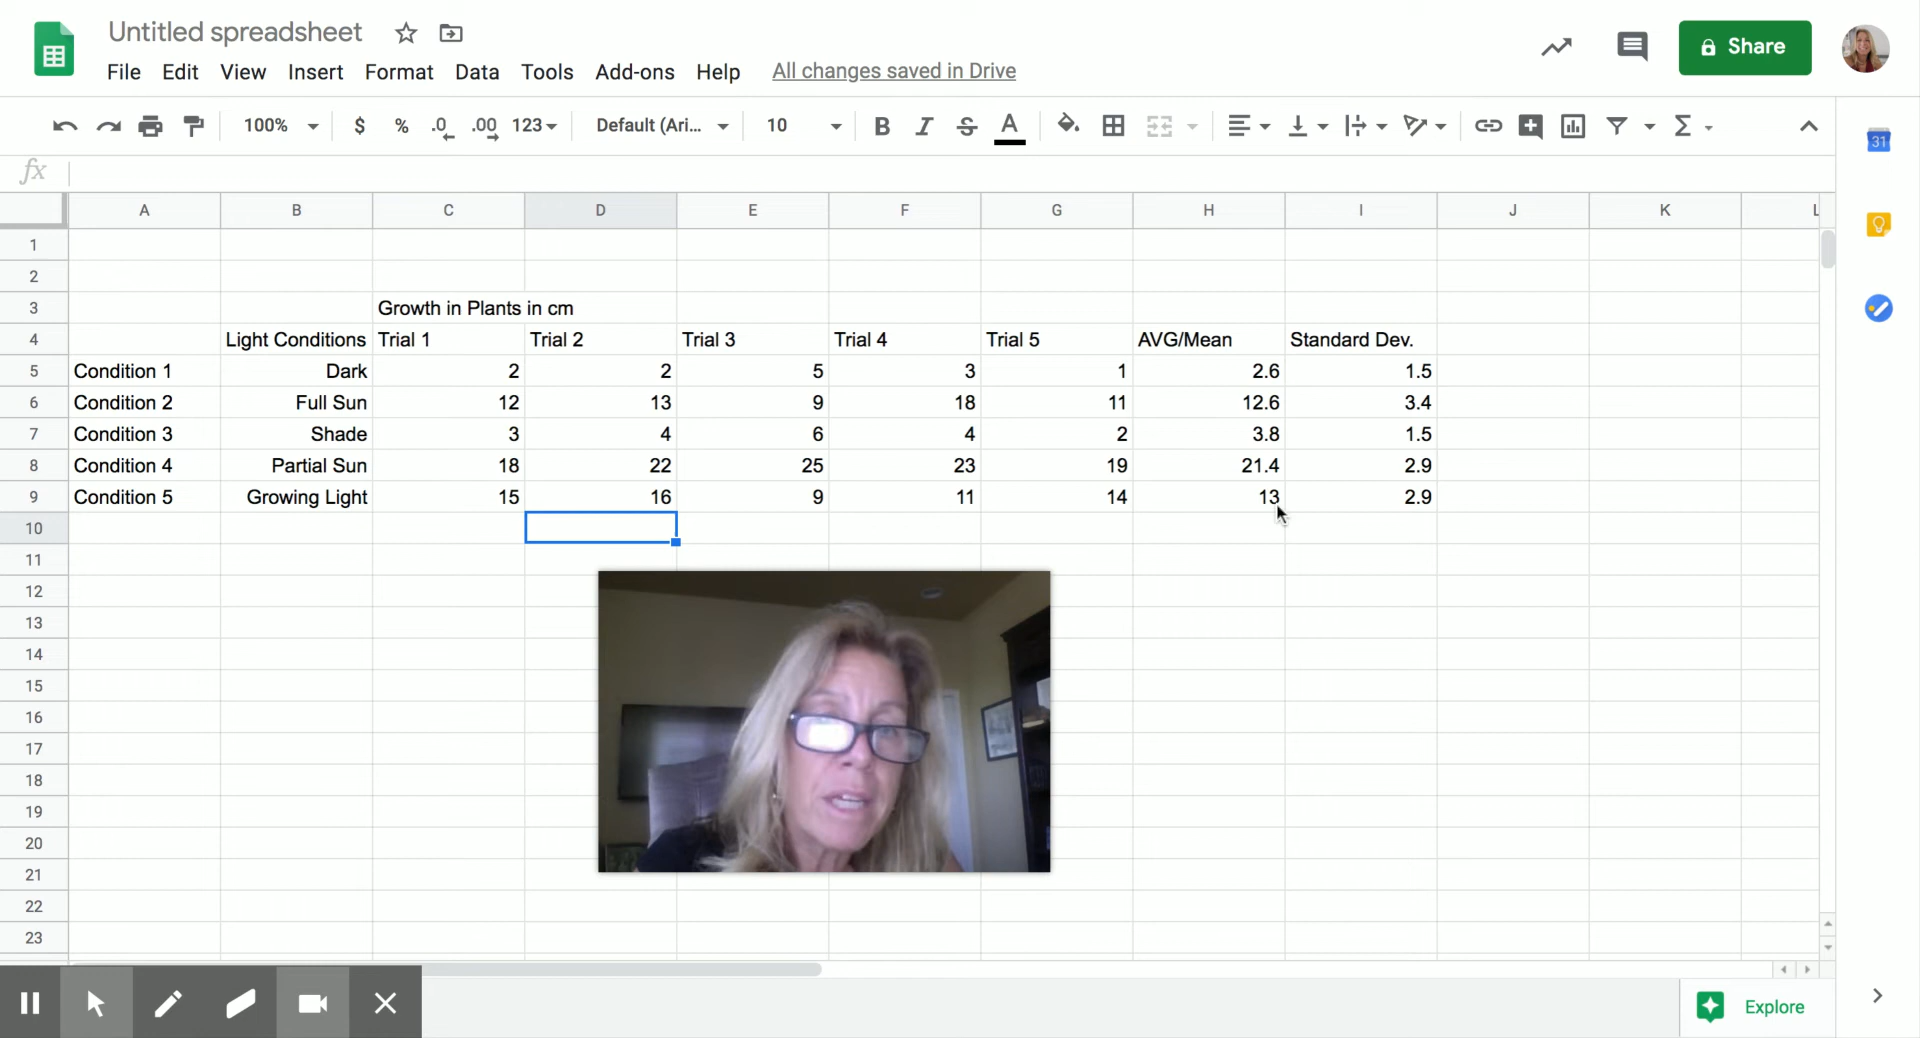 Untitled spreadsheet
File Edit View Insert Format Data Tools Add-ons Help All changes saved in Drive
Share
100% $ % .0 .00 123 Default (Ari... 10 B I S A Σ
31
fx
A B C D E F G H I J K L
1
2
3 Growth in Plants in cm
4 Light Conditions Trial 1 Trial 2 Trial 3 Trial 4 Trial 5 AVG/Mean Standard Dev.
5 Condition 1 Dark 2 2 5 3 1 2.6 1.5
6 Condition 2 Full Sun 12 13 9 18 11 12.6 3.4
7 Condition 3 Shade 3 4 6 4 2 3.8 1.5
8 Condition 4 Partial Sun 18 22 25 23 19 21.4 2.9
9 Condition 5 Growing Light 15 16 9 11 14 13 2.9
10
11
12
13
14
15
16
17
18
19
20
21
22
23
Explore